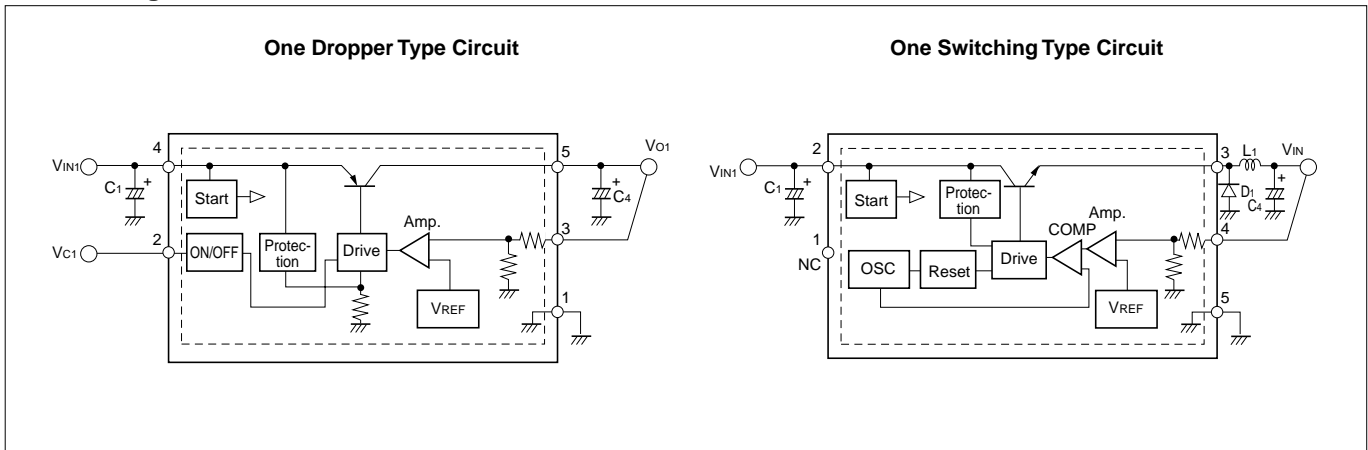 One Dropper Type Circuit
VIN1
4
C1
+
Start
5
VO1
+
C4
Amp.
3
VC1
2
ON/OFF
Protec-
tion
Drive
VREF
1
One Switching Type Circuit
VIN1
2
C1
+
Start
Protec-
tion
3
L1
VIN
+
D1
C4
Amp.
COMP
4
1
NC
OSC
Reset
Drive
VREF
5